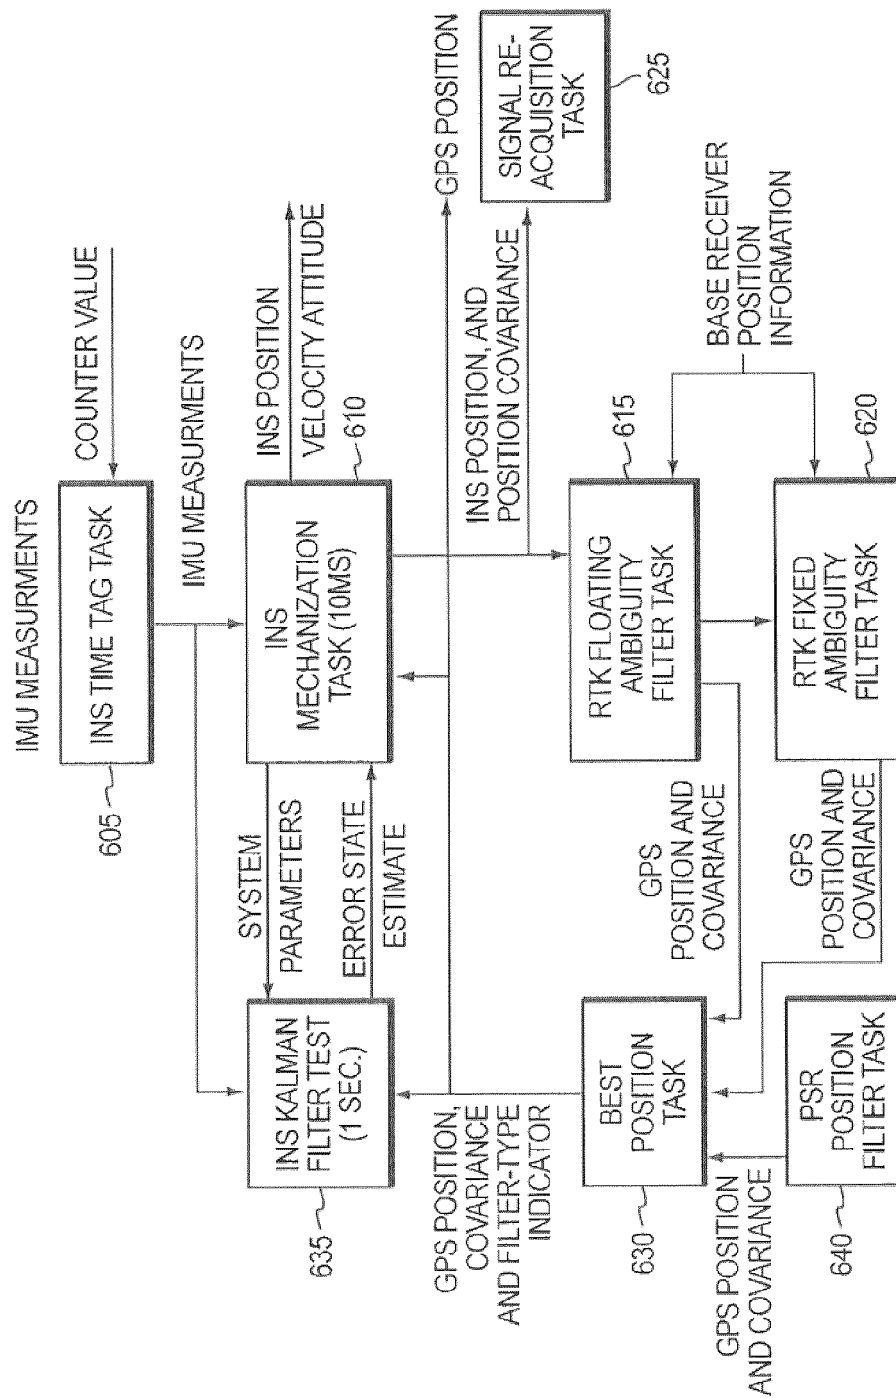 IMU MEASURMENTS
COUNTER VALUE
INS TIME TAG TASK
605
IMU MEASURMENTS
INS POSITION
VELOCITY ATTITUDE
610
INS
MECHANIZATION
TASK (10MS)
SYSTEM
PARAMETERS
ERROR STATE
ESTIMATE
INS KALMAN
FILTER TEST
(1 SEC.)
635
GPS POSITION
INS POSITION, AND
POSITION COVARIANCE
SIGNAL RE-
ACQUISITION
TASK
625
GPS POSITION,
COVARIANCE
AND FILTER-TYPE
INDICATOR
BASE RECEIVER
POSITION
INFORMATION
615
RTK FLOATING
AMBIGUITY
FILTER TASK
GPS
POSITION AND
COVARIANCE
BEST
POSITION
TASK
630
620
RTK FIXED
AMBIGUITY
FILTER TASK
GPS
POSITION AND
COVARIANCE
PSR
POSITION
FILTER TASK
640
GPS POSITION
AND COVARIANCE